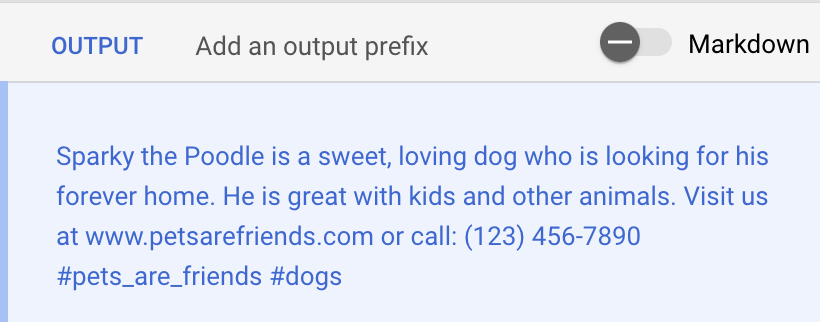 OUTPUT Add an output prefix Markdown
Sparky the Poodle is a sweet, loving dog who is looking for his
forever home. He is great with kids and other animals. Visit us
at www.petsarefriends.com or call: (123) 456-7890
#pets_are_friends #dogs